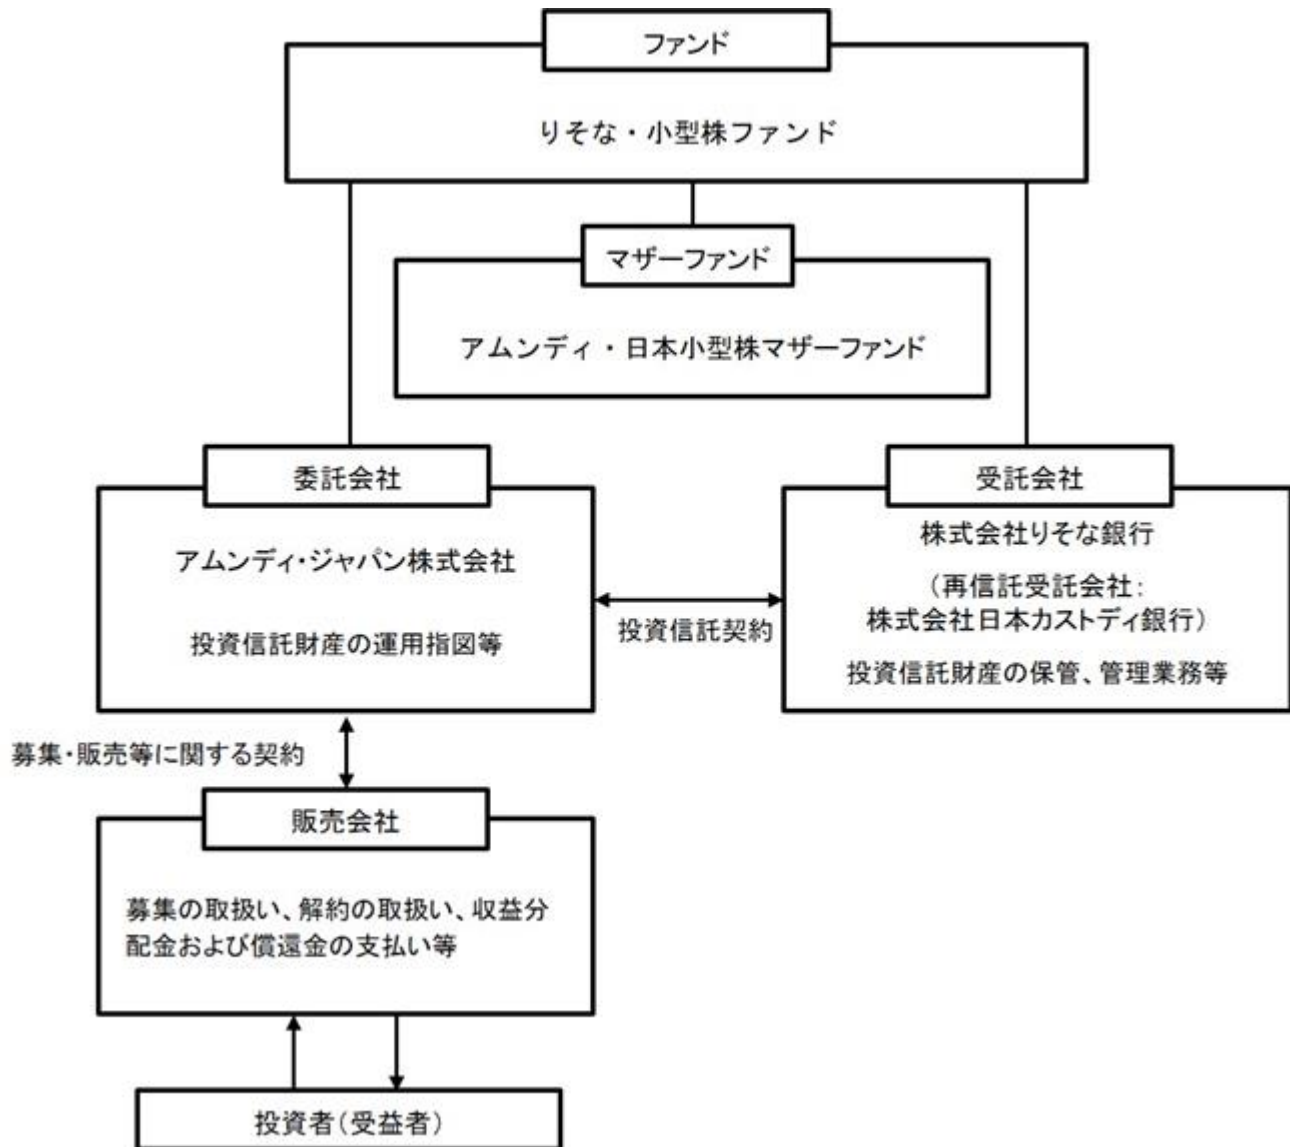 ファンド
りそな・小型株ファンド
マザーファンド
アムンディ・日本小型株マザーファンド
委託会社
アムンディ・ジャパン株式会社
投資信託財産の運用指図等
投資信託契約
受託会社
株式会社りそな銀行
(再信託受託会社:
株式会社日本カストディ銀行)
投資信託財産の保管、管理業務等
募集・販売等に関する契約
販売会社
募集の取扱い、解約の取扱い、収益分
配金および償還金の支払い等
投資者(受益者)